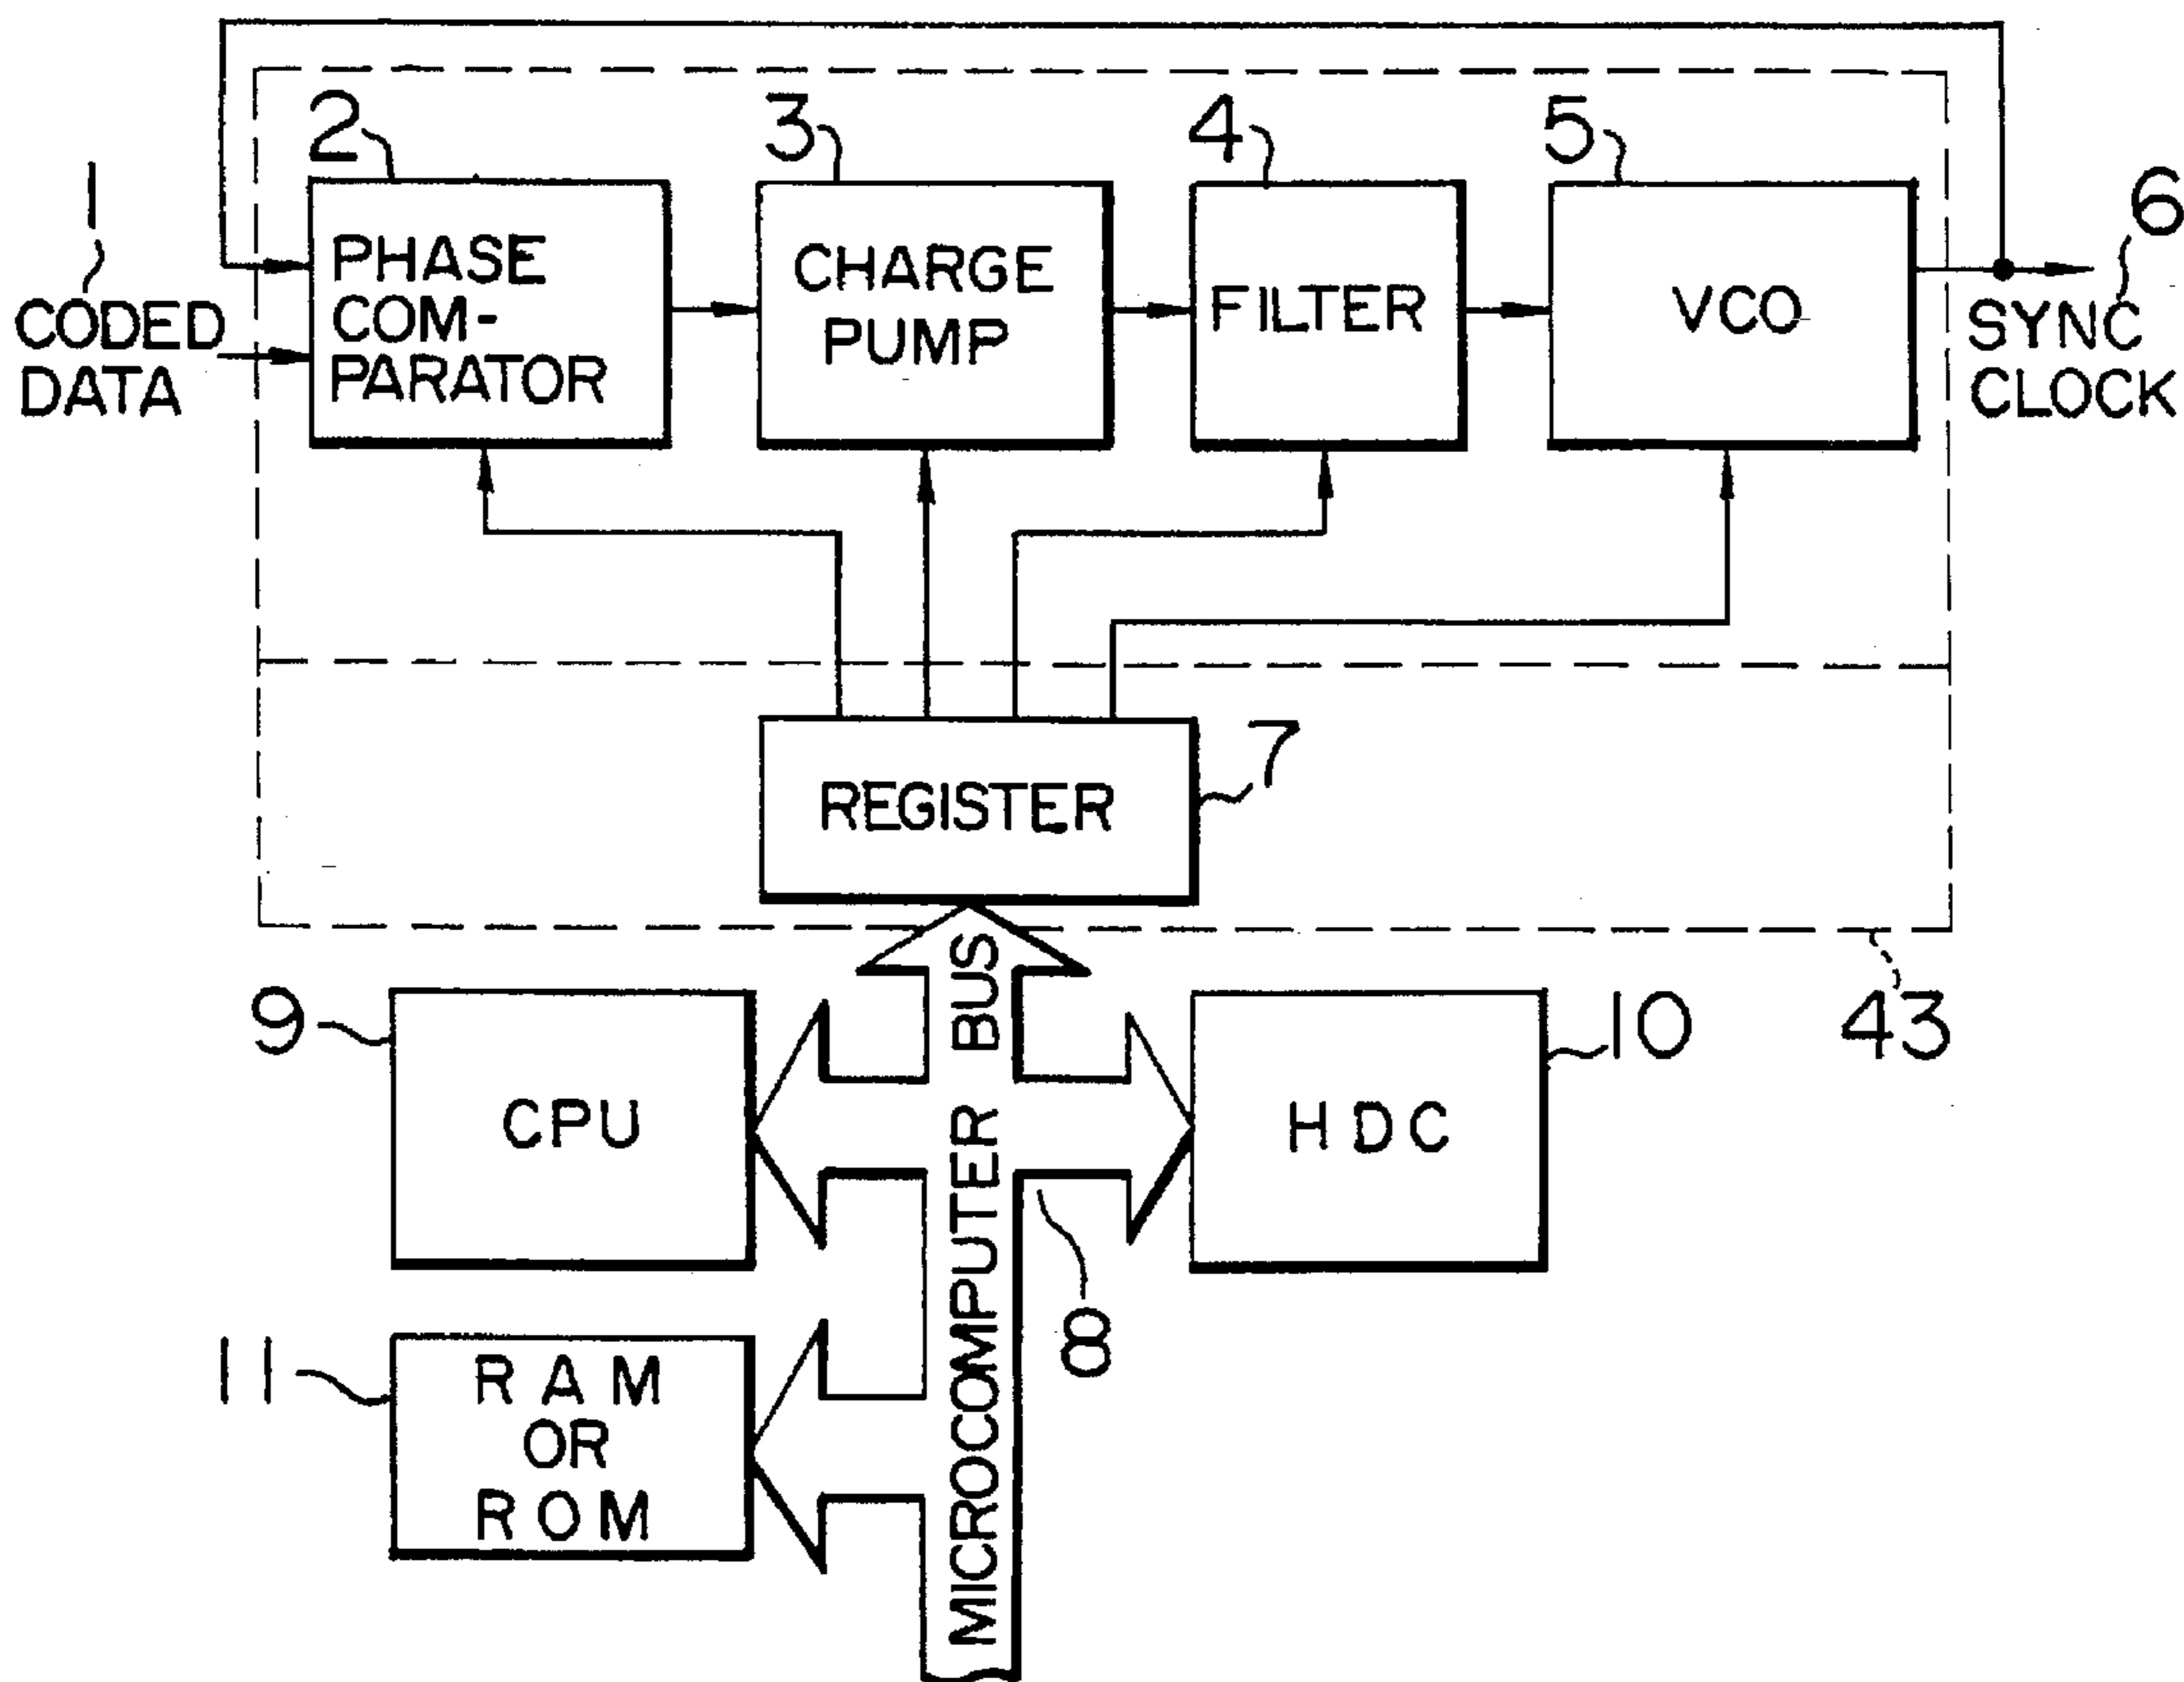 2
3
4
5
1
6
PHASE
COM-
PARATOR
CHARGE
PUMP
FILTER
VCO
CODED
DATA
SYNC
CLOCK
7
REGISTER
43
9
CPU
10
HDC
8
11
RAM
OR
ROM
MICROCOMPUTER BUS